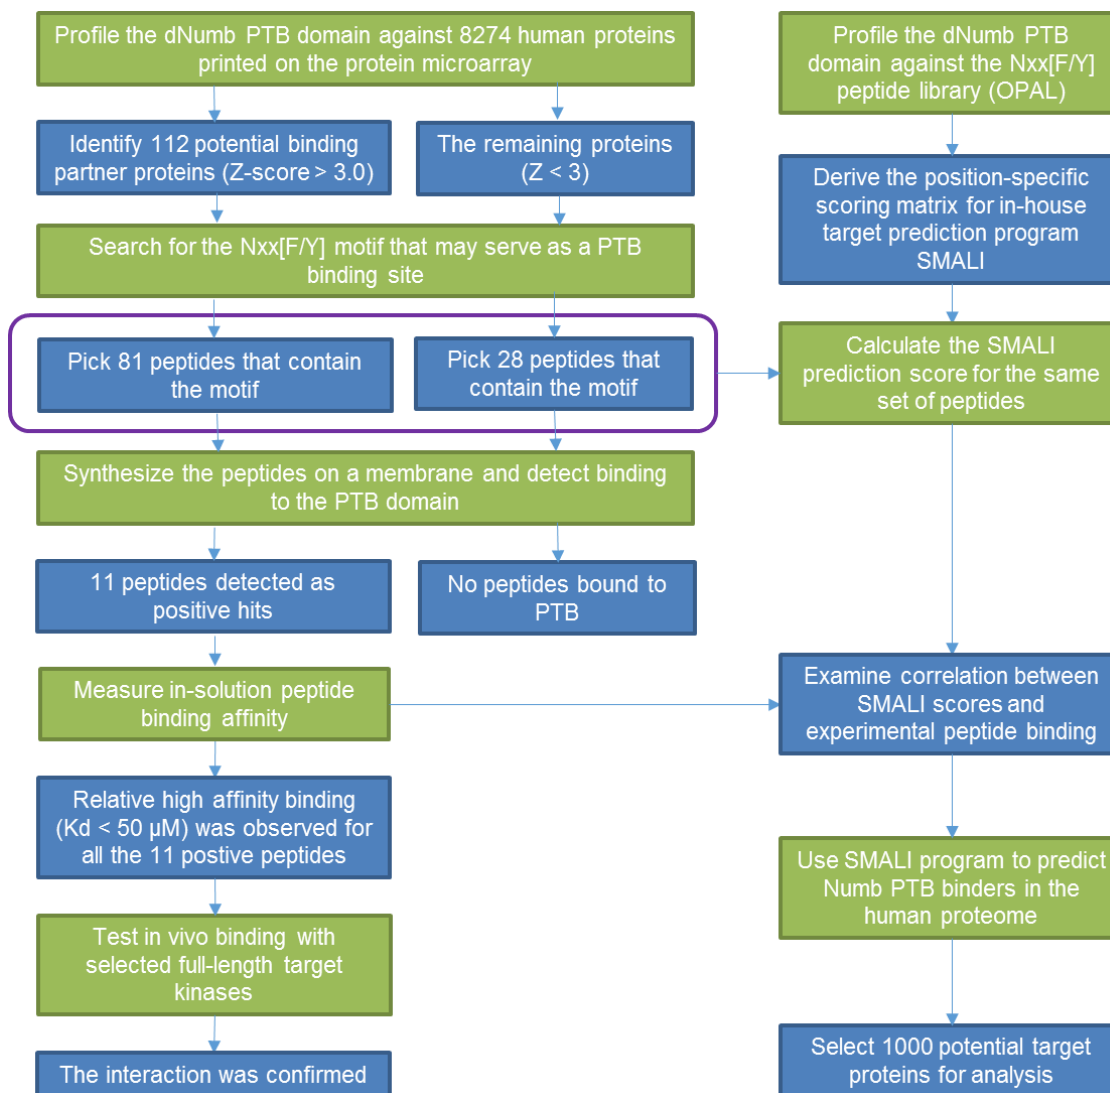 Profile the dNumb PTB domain against 8274 human proteins
printed on the protein microarray
Identify 112 potential binding
partner proteins (Z-score > 3.0)
The remaining proteins
(Z < 3)
Search for the Nxx[F/Y] motif that may serve as a PTB
binding site
Pick 81 peptides that contain
the motif
Pick 28 peptides that
contain the motif
Synthesize the peptides on a membrane and detect binding
to the PTB domain
11 peptides detected as
positive hits
No peptides bound to
PTB
Measure in-solution peptide
binding affinity
Relative high affinity binding
(Kd < 50 µM) was observed for
all the 11 postive peptides
Test in vivo binding with
selected full-length target
kinases
The interaction was confirmed
Profile the dNumb PTB
domain against the Nxx[F/Y]
peptide library (OPAL)
Derive the position-specific
scoring matrix for in-house
target prediction program
SMALI
Calculate the SMALI
prediction score for the same
set of peptides
Examine correlation between
SMALI scores and
experimental peptide binding
Use SMALI program to predict
Numb PTB binders in the
human proteome
Select 1000 potential target
proteins for analysis